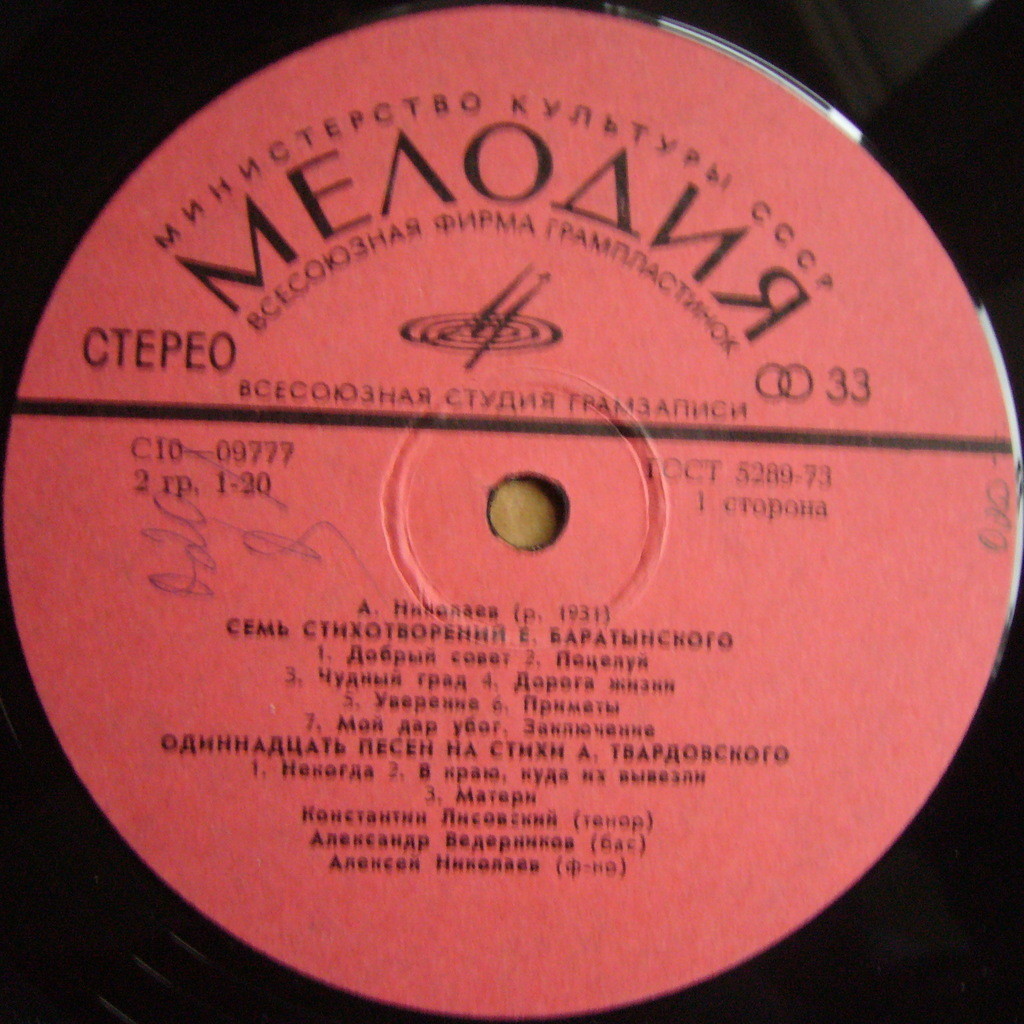 МИНИСТЕРСТВО КУЛЬТУРЫ СССР
МЕЛОДИЯ
ВСЕСОЮЗНАЯ ФИРМА ГРАМПЛАСТИНОК
СТЕРЕО
33
ВСЕСОЮЗНАЯ СТУДИЯ ГРАМЗАПИСИ
С10—09777
ГОСТ 5289-73
2 гр. 1-20
1 сторона
А. Николаев (р. 1931)
СЕМЬ СТИХОТВОРЕНИЙ Е. БАРАТЫНСКОГО
1. Добрый совет 2. Поцелуй
3. Чудный град 4. Дорога жизни
5. Уверение 6. Приметы
7. Мой дар убог. Заключение
ОДИННАДЦАТЬ ПЕСЕН НА СТИХИ А. ТВАРДОВСКОГО
1. Некогда 2. В краю, куда их вывезли
3. Матери
Константин Лисовский (тенор)
Александр Ведерников (бас)
Алексей Николаев (ф-но)